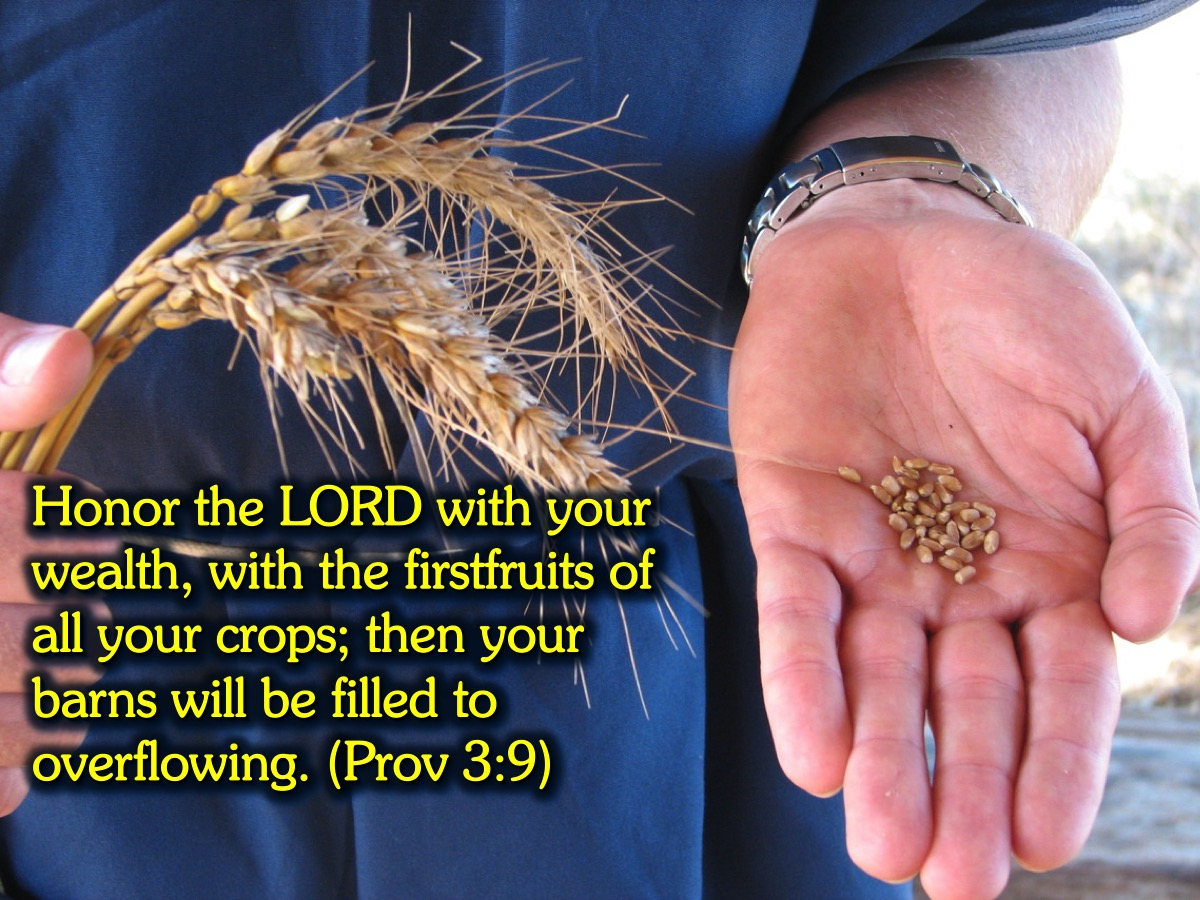 Honor the LORD with your
wealth, with the firstfruits of
all your crops; then your
barns will be filled to
overflowing. (Prov 3:9)